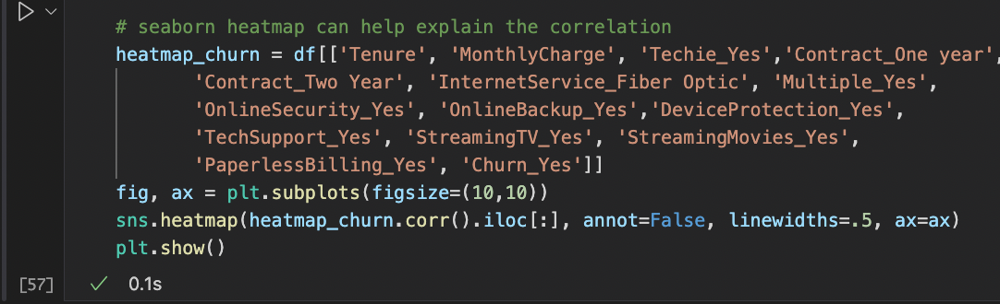 # seaborn heatmap can help explain the correlation
heatmap_churn = df[['Tenure', 'MonthlyCharge', 'Techie_Yes','Contract_One year',
'Contract_Two Year', 'InternetService_Fiber Optic', 'Multiple_Yes',
'OnlineSecurity_Yes', 'OnlineBackup_Yes','DeviceProtection_Yes',
'TechSupport_Yes', 'StreamingTV_Yes', 'StreamingMovies_Yes',
'PaperlessBilling_Yes', 'Churn_Yes']]
fig, ax = plt.subplots(figsize=(10,10))
sns.heatmap(heatmap_churn.corr().iloc[:], annot=False, linewidths=.5, ax=ax)
plt.show()
[57] ✓ 0.1s